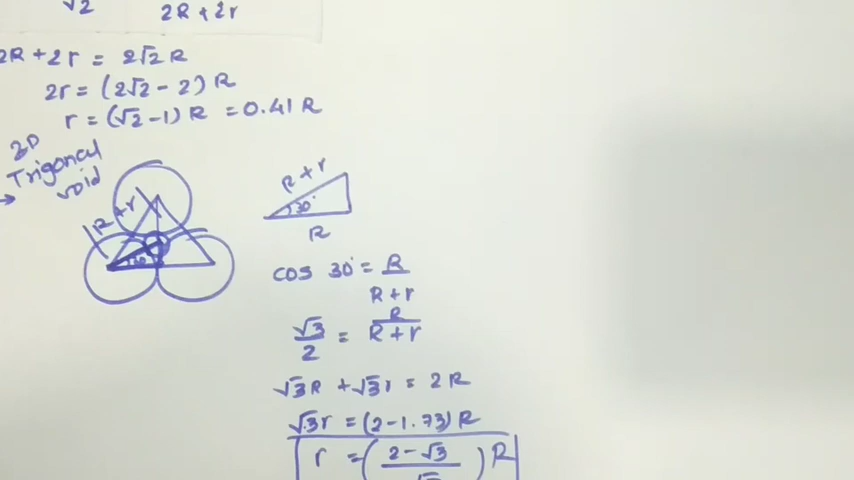 √2 2R + 2r
2R + 2r = 2√2 R
2r = (2√2 - 2) R
r = (√2 - 1) R = 0.41 R
2D
Trigonal
void
→
R + r
R + r
30°
R
cos 30° = R / R + r
√3 / 2 = R / R + r
√3R + √3r = 2R
√3r = (2 - 1.73) R
r = (2 - √3 / √3) R